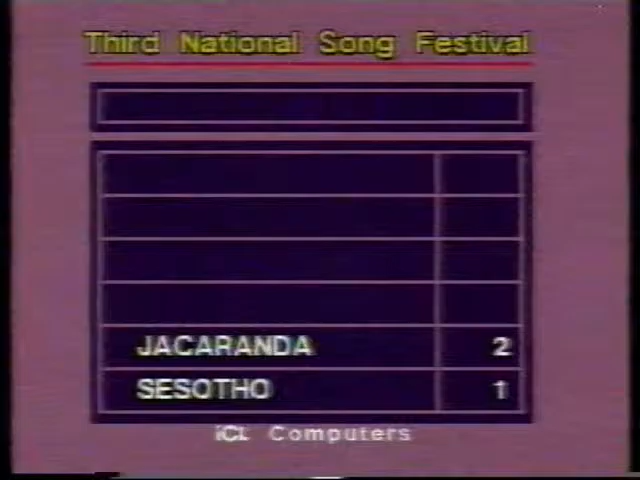 Third National Song Festival
JACARANDA 2
SESOTHO 1
ICL Computers